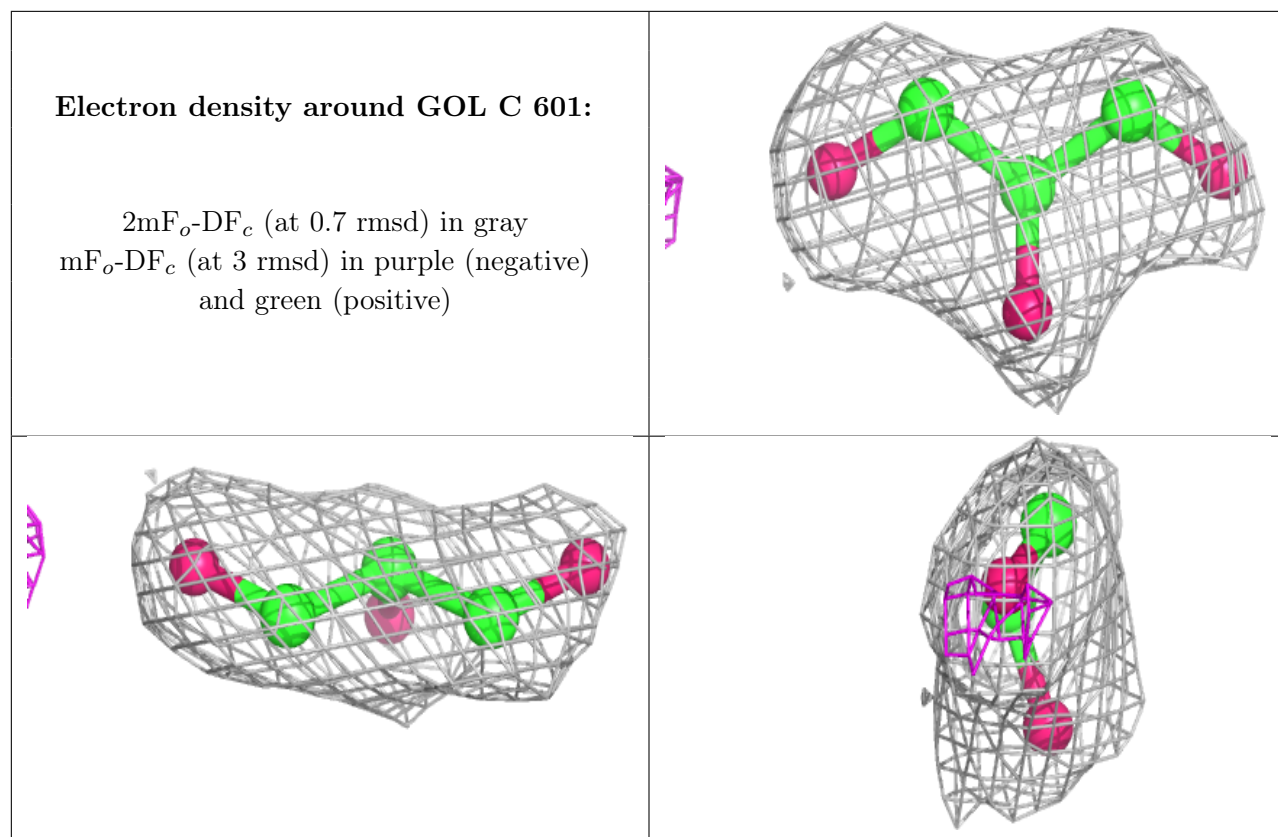 Electron density around GOL C 601:
2mFo-DFc (at 0.7 rmsd) in gray
mFo-DFc (at 3 rmsd) in purple (negative)
and green (positive)